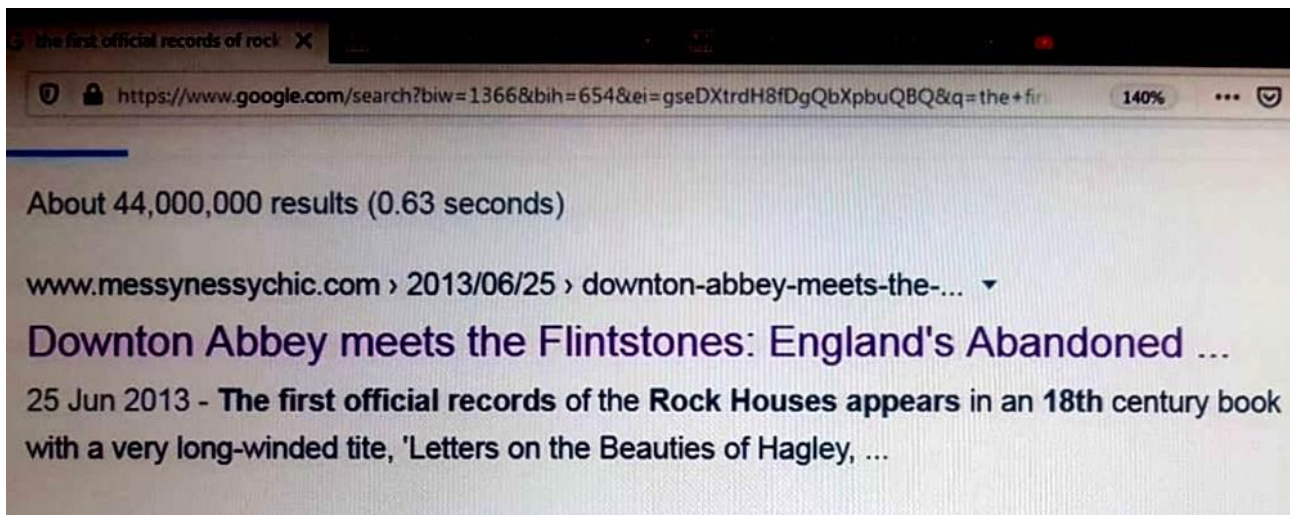 the first official records of rock
https://www.google.com/search?biw=1366&bih=654&ei=gseDXtrdH8fDgQbXpbuQBQ&q=the+fir 140%
About 44,000,000 results (0.63 seconds)
www.messynessychic.com › 2013/06/25 › downton-abbey-meets-the-...
Downton Abbey meets the Flintstones: England's Abandoned ...
25 Jun 2013 - The first official records of the Rock Houses appears in an 18th century book
with a very long-winded tite, 'Letters on the Beauties of Hagley, ...